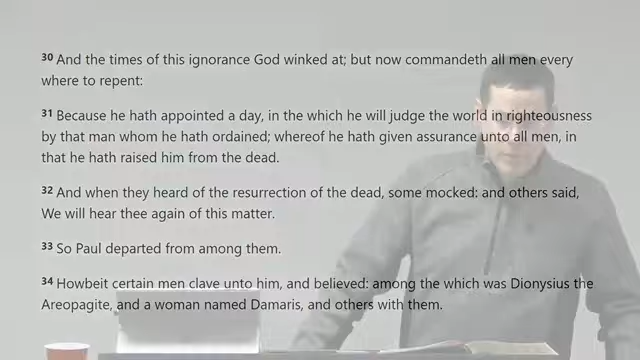 30 And the times of this ignorance God winked at; but now commandeth all men every
where to repent:
31 Because he hath appointed a day, in the which he will judge the world in righteousness
by that man whom he hath ordained; whereof he hath given assurance unto all men, in
that he hath raised him from the dead.
32 And when they heard of the resurrection of the dead, some mocked: and others said,
We will hear thee again of this matter.
33 So Paul departed from among them.
34 Howbeit certain men clave unto him, and believed: among the which was Dionysius the
Areopagite, and a woman named Damaris, and others with them.